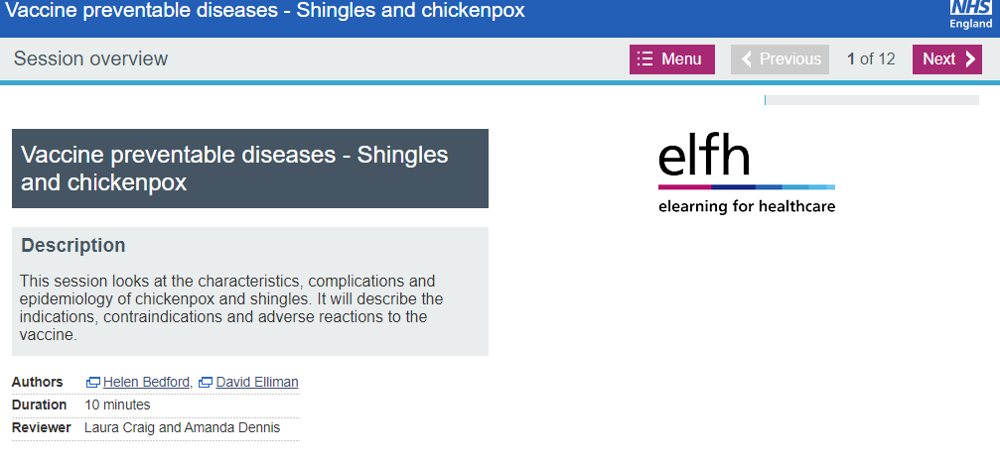 Vaccine preventable diseases - Shingles and chickenpox
NHS
England
Session overview
Menu
Previous
1 of 12
Next
Vaccine preventable diseases - Shingles
and chickenpox
elfh
elearning for healthcare
Description
This session looks at the characteristics, complications and
epidemiology of chickenpox and shingles. It will describe the
indications, contraindications and adverse reactions to the
vaccine.
Authors Helen Bedford, David Elliman
Duration 10 minutes
Reviewer Laura Craig and Amanda Dennis